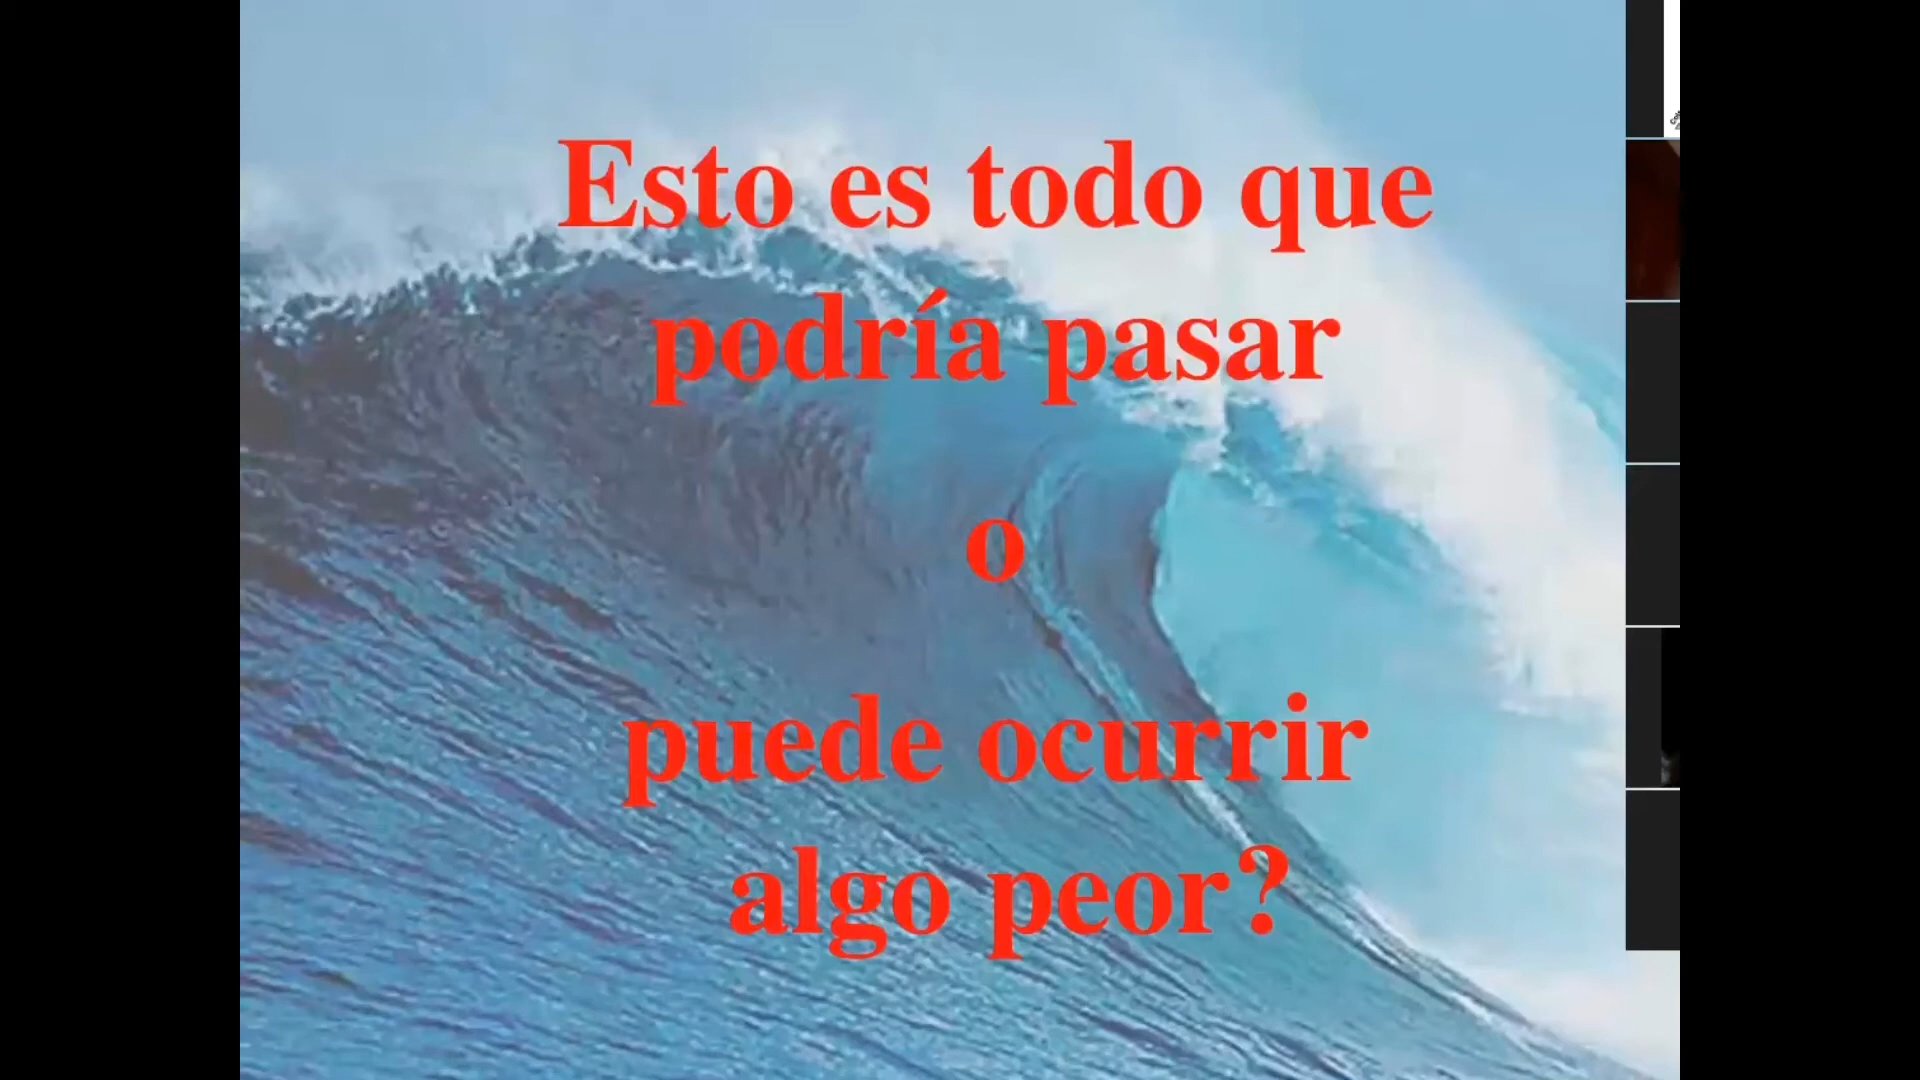 Esto es todo que
podría pasar
o
puede ocurrir
algo peor?